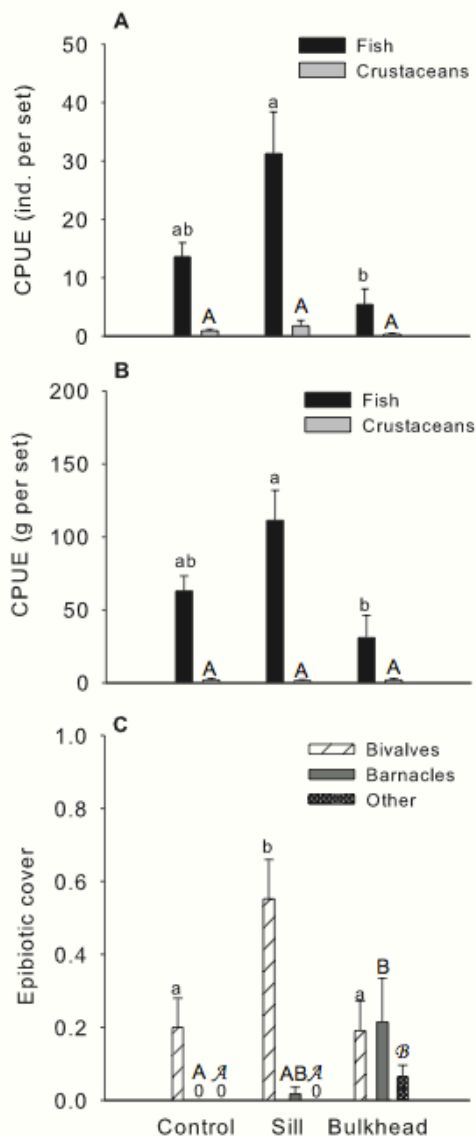 A
50
Fish
Crustaceans
40
a
30
CPUE (ind. per set)
20
ab
10
b
A
A
A
0
B
200
Fish
Crustaceans
150
a
CPUE (g per set)
100
ab
50
b
A
A
A
0
C
1.0
Bivalves
Barnacles
Other
0.8
b
0.6
Epibiotic cover
0.4
B
a
a
0.2
A 𝒜
AB 𝒜
ℬ
0 0
0
0.0
Control Sill Bulkhead